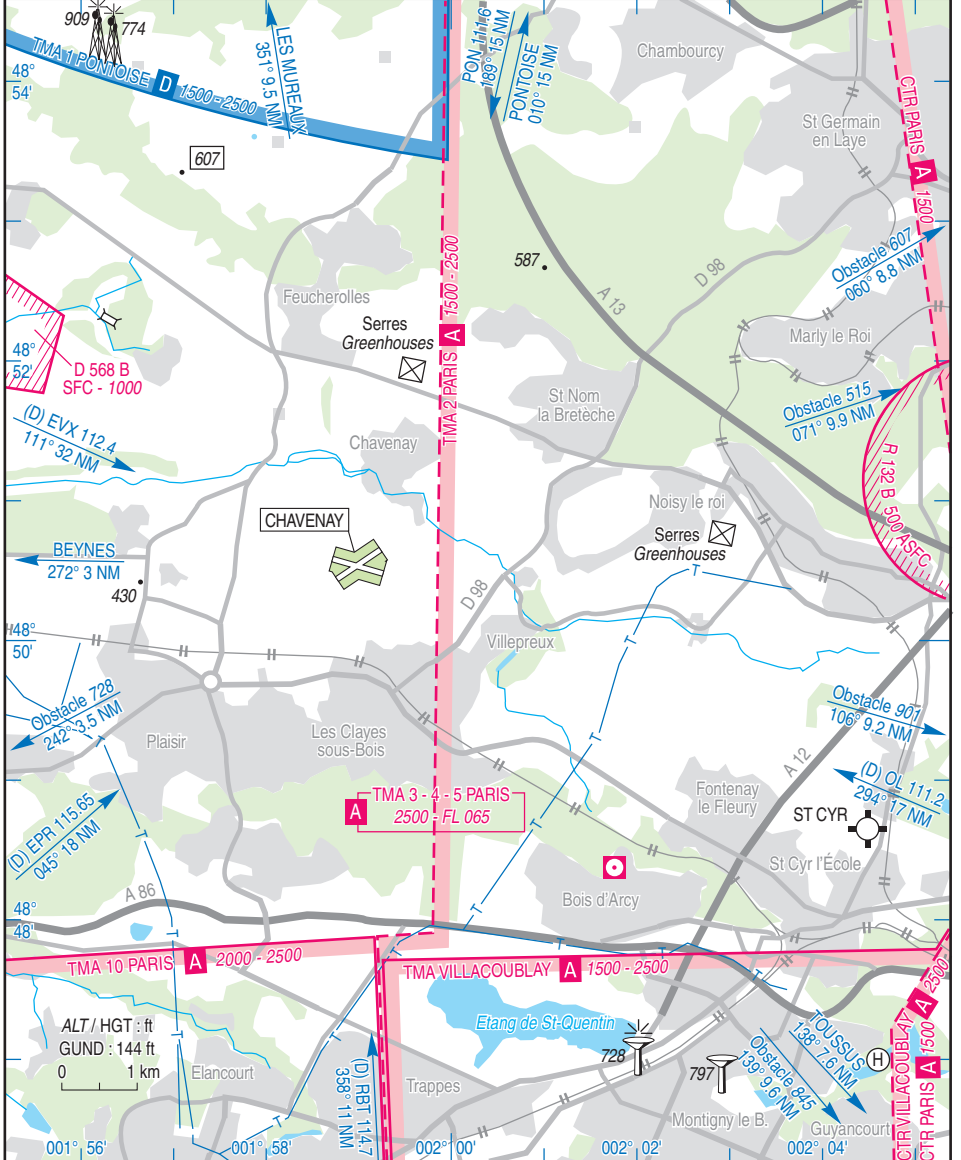 909
774
TMA 1 PONTOISE D 1500 - 2500
LES MUREAUX
351° 9.5 NM
PON 111.6
189° 15 NM
PONTOISE
010° 15 NM
Chambourcy
48°
54'
St Germain
en Laye
CTR PARIS A 1500
607
Obstacle 607
060° 8.8 NM
587
A 13
D 98
TMA 2 PARIS A 1500 - 2500
Feucherolles
Serres
Greenhouses
Marly le Roi
48°
52'
D 568 B
SFC - 1000
St Nom
la Bretèche
Obstacle 515
071° 9.9 NM
(D) EVX 112.4
111° 32 NM
Chavenay
R 132 B 500 ASFC
Noisy le roi
CHAVENAY
Serres
Greenhouses
BEYNES
272° 3 NM
430
D 98
T
48°
50'
Villepreux
T
Obstacle 728
242° 3.5 NM
Obstacle 901
106° 9.2 NM
Plaisir
Les Clayes
sous-Bois
T
T
A 12
(D) OL 111.2
294° 17 NM
(D) EPR 115.65
045° 18 NM
A
TMA 3 - 4 - 5 PARIS
2500 - FL 065
Fontenay
le Fleury
ST CYR
T
T
St Cyr l'École
A 86
Bois d'Arcy
48°
48'
T
T
T
T
T
T
T
TMA 10 PARIS A 2000 - 2500
TMA VILLACOUBLAY A 1500 - 2500
ALT / HGT : ft
GUND : 144 ft
0 1 km
Etang de St-Quentin
728
797
TOUSSUS
138° 7.6 NM
Obstacle 845
139° 9.6 NM
H
CTR VILLACOUBLAY A 2500
CTR PARIS A 1500
Elancourt
(D) RBT 114.7
358° 11 NM
Trappes
Montigny le B.
Guyancourt
T
T
001° 56'
001° 58'
002° 00'
002° 02'
002° 04'